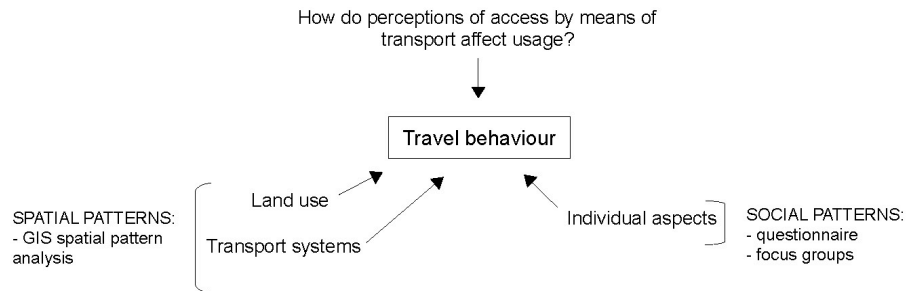 How do perceptions of access by means of
transport affect usage?
Travel behaviour
Land use
Transport systems
SPATIAL PATTERNS:
- GIS spatial pattern
analysis
Individual aspects
SOCIAL PATTERNS:
- questionnaire
- focus groups